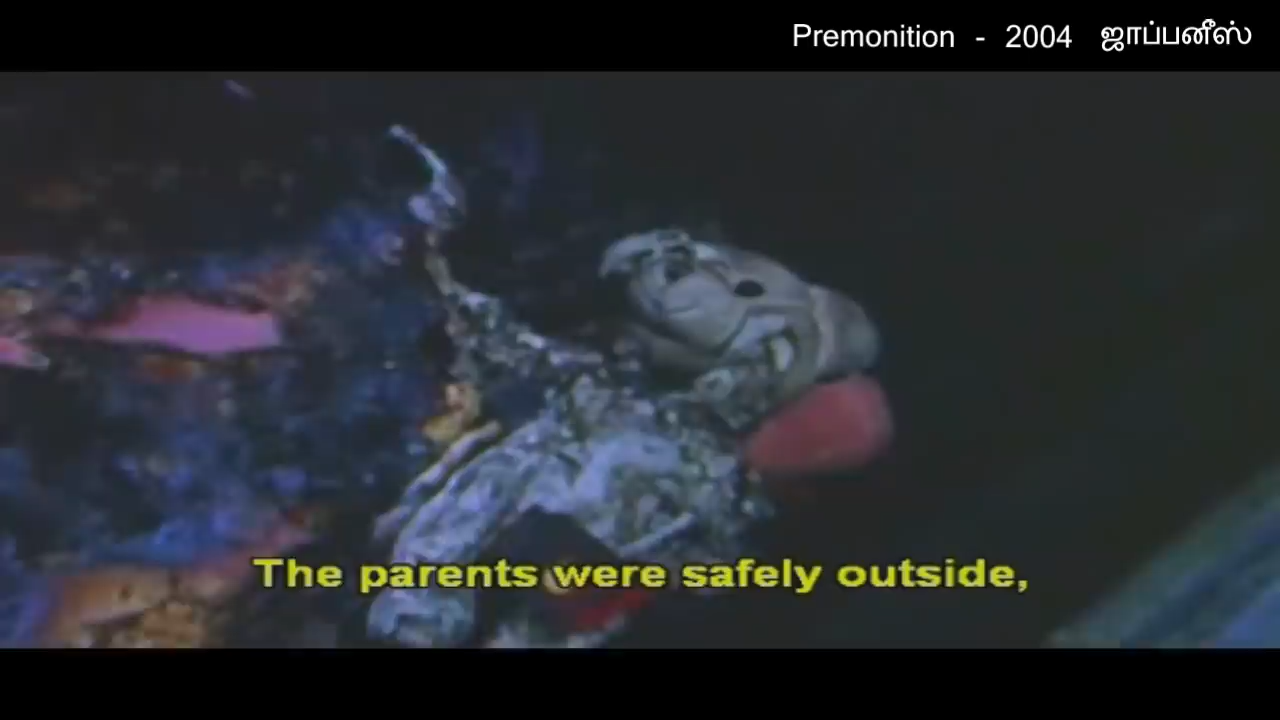 Premonition - 2004 ஜாப்பனீஸ்
The parents were safely outside,